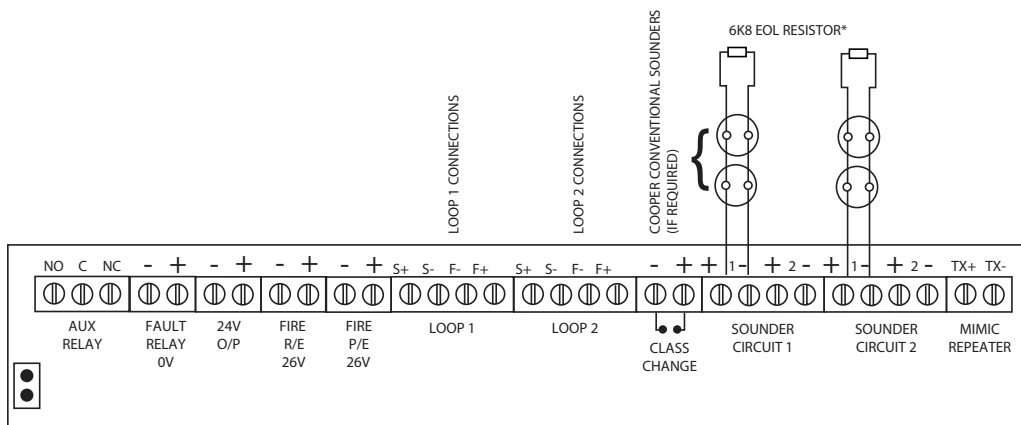 6K8 EOL RESISTOR*
LOOP 1 CONNECTIONS
LOOP 2 CONNECTIONS
COOPER CONVENTIONAL SOUNDERS
(IF REQUIRED)
{
NO C NC - + - + - + - + S+ S- F- F+ S+ S- F- F+ - + + 1 - + 2 - + 1 - + 2 - TX+ TX-
AUX
RELAY
FAULT
RELAY
0V
24V
O/P
FIRE
R/E
26V
FIRE
P/E
26V
LOOP 1
LOOP 2
CLASS
CHANGE
SOUNDER
CIRCUIT 1
SOUNDER
CIRCUIT 2
MIMIC
REPEATER